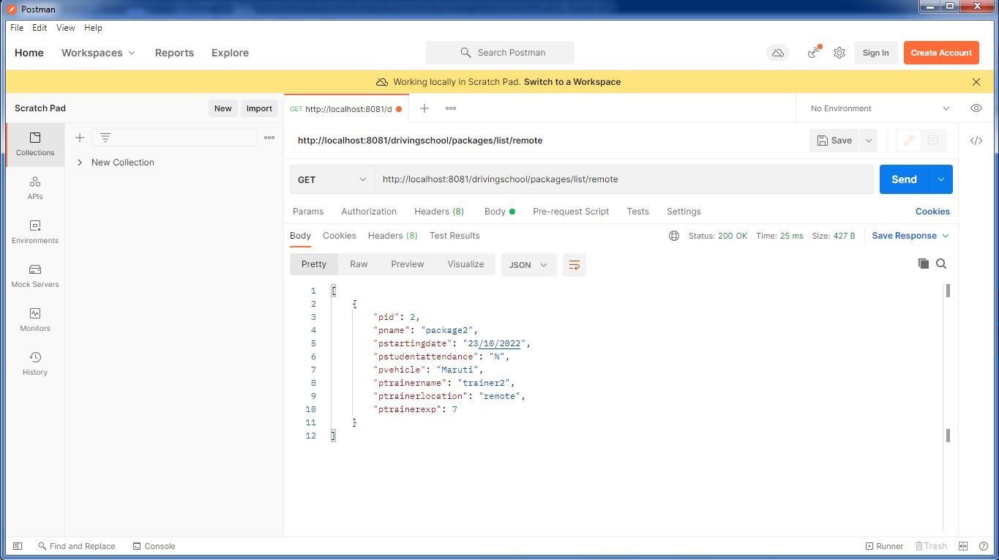 Postman
File Edit View Help
Home Workspaces Reports Explore Search Postman Sign In Create Account
Working locally in Scratch Pad. Switch to a Workspace
Scratch Pad New Import GET http://localhost:8081/d No Environment
http://localhost:8081/drivingschool/packages/list/remote Save
Collections
New Collection
APIs
Environments
Mock Servers
Monitors
History
GET http://localhost:8081/drivingschool/packages/list/remote Send
Params Authorization Headers (8) Body Pre-request Script Tests Settings Cookies
Body Cookies Headers (8) Test Results Status: 200 OK Time: 25 ms Size: 427 B Save Response
Pretty Raw Preview Visualize JSON
1 [
2 {
3 "pid": 2,
4 "pname": "package2",
5 "pstartingdate": "23/10/2022",
6 "pstudentattendance": "N",
7 "pvehicle": "Maruti",
8 "ptrainername": "trainer2",
9 "ptrainerlocation": "remote",
10 "ptrainerexp": 7
11 }
12 ]
Find and Replace Console Runner Trash